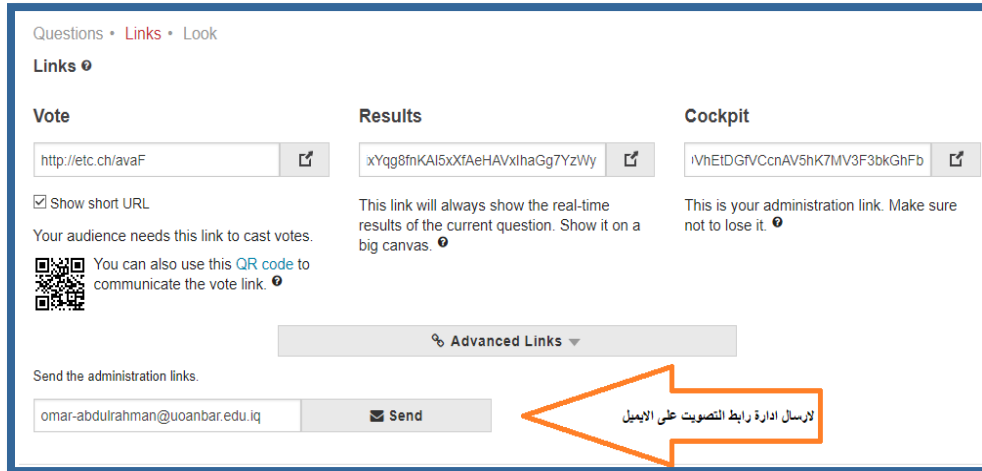 Questions • Links • Look
Links
Vote
http://etc.ch/avaF
Show short URL
Your audience needs this link to cast votes.
You can also use this QR code to
communicate the vote link.
Results
xYqg8fnKAl5xXfAeHAVxIhaGg7YzWy
This link will always show the real-time
results of the current question. Show it on a
big canvas.
Cockpit
VhEtDGfVCcnAV5hK7MV3F3bkGhFb
This is your administration link. Make sure
not to lose it.
Advanced Links
Send the administration links.
omar-abdulrahman@uoanbar.edu.iq
Send
لارسال ادارة رابط التصويت على الايميل